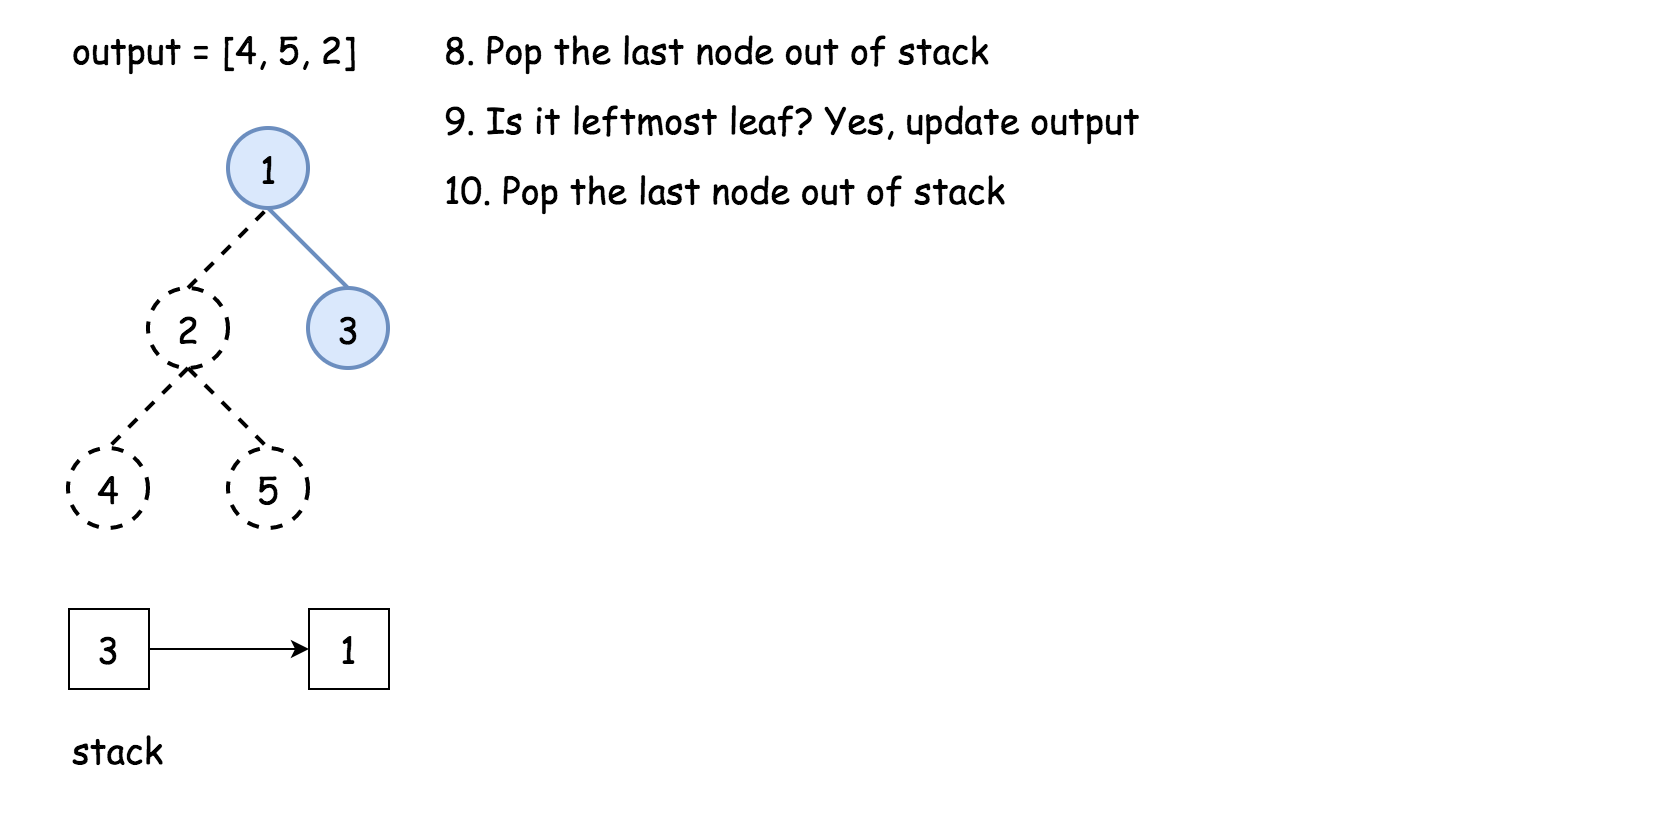 output = [4, 5, 2]
8. Pop the last node out of stack
9. Is it leftmost leaf? Yes, update output
10. Pop the last node out of stack
1
2
3
4
5
3
1
stack